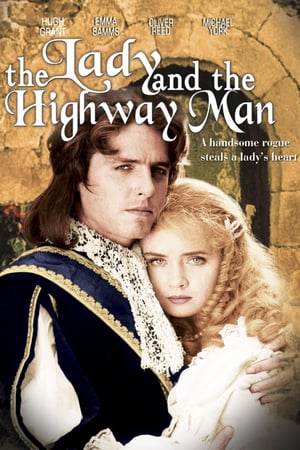 HUGH GRANT EMMA SAMMS OLIVER REED MICHAEL YORK
the Lady and the
Highway Man
A handsome rogue
steals a lady's heart